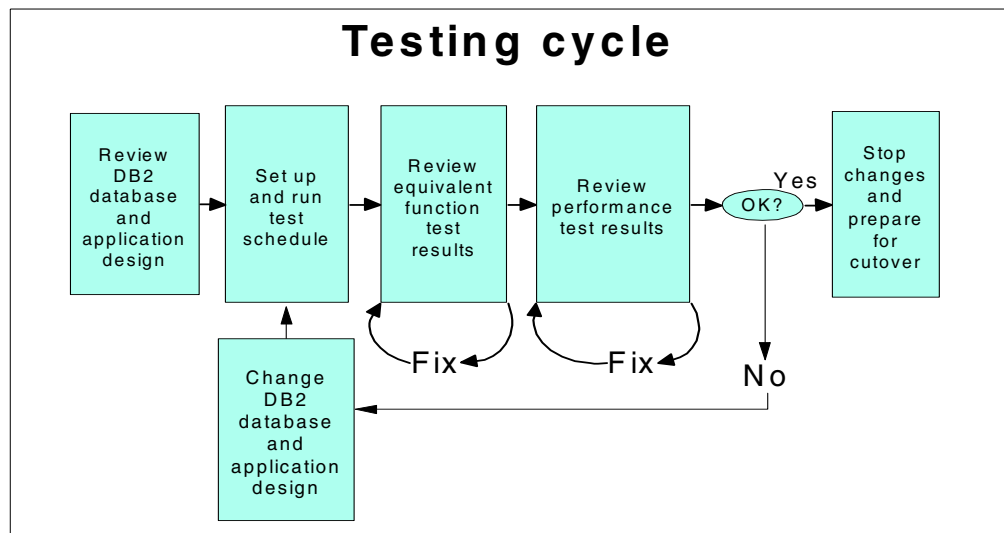 Testing cycle
Review
DB2
database
and
application
design
Set up
and run
test
schedule
Review
equivalent
function
test
results
Review
performance
test results
OK?
Yes
Stop
changes
and
prepare
for
cutover
Fix
Fix
No
Change
DB2
database
and
application
design